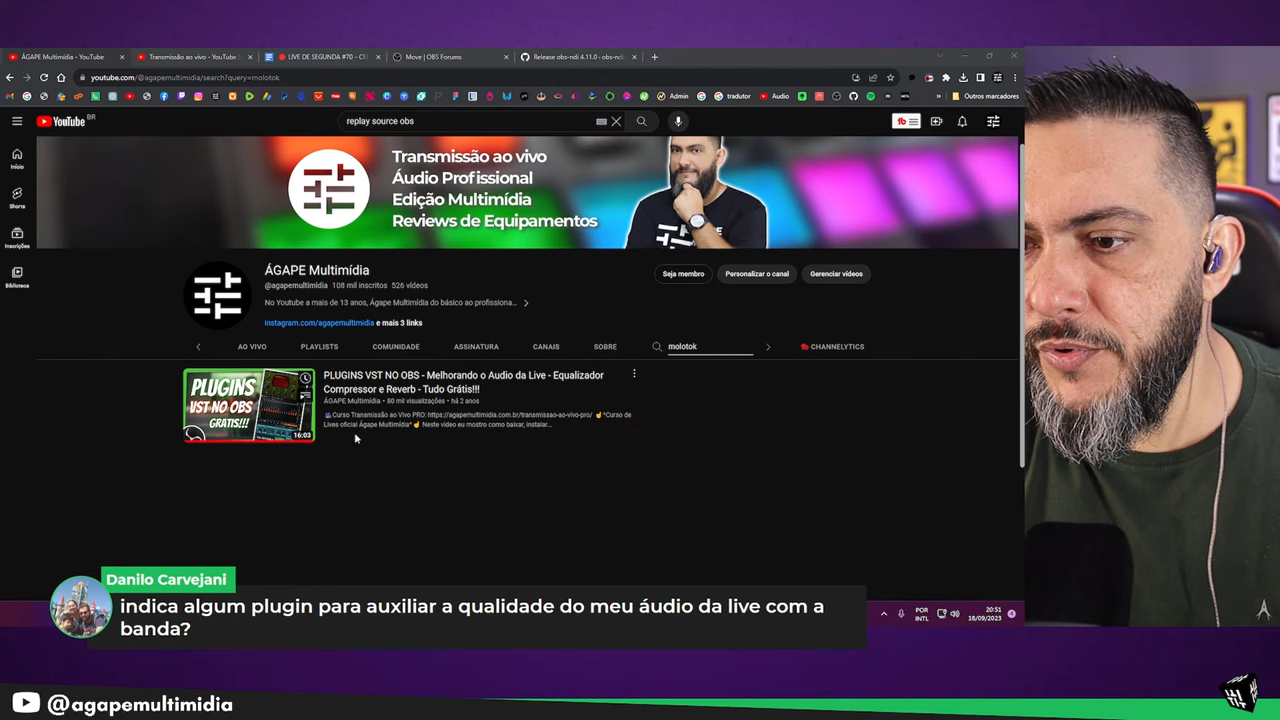 ÁGAPE Multimídia - YouTube
Transmissão ao vivo - YouTube S
LIVE DE SEGUNDA #70 - CT
Move | OBS Forums
Release obs-ndi 4.11.0 · obs-nd
youtube.com/@agapemultimidia/search?query=molotok
Admin
tradutor
Audio
Outros marcadores
YouTube BR
replay source obs
Início
Shorts
Inscrições
Biblioteca
Transmissão ao vivo
Áudio Profissional
Edição Multimídia
Reviews de Equipamentos
ÁGAPE Multimídia
@agapemultimidia 108 mil inscritos 526 vídeos
No Youtube a mais de 13 anos, Ágape Multimídia do básico ao profissiona...
instagram.com/agapemultimidia e mais 3 links
Seja membro
Personalizar o canal
Gerenciar vídeos
AO VIVO
PLAYLISTS
COMUNIDADE
ASSINATURA
CANAIS
SOBRE
molotok
CHANNELYTICS
PLUGINS
VST NO OBS
GRÁTIS!!!
16:03
PLUGINS VST NO OBS - Melhorando o Audio da Live - Equalizador
Compressor e Reverb - Tudo Grátis!!!
ÁGAPE Multimídia • 80 mil visualizações • há 2 anos
Curso Transmissão ao Vivo PRO: https://agapemultimidia.com.br/transmissao-ao-vivo-pro/ ☝*Curso de
Lives oficial Ágape Multimídia*☝ Neste video eu mostro como baixar, instalar...
Danilo Carvejani
indica algum plugin para auxiliar a qualidade do meu áudio da live com a
banda?
POR
INTL
20:51
18/09/2023
4
@agapemultimidia